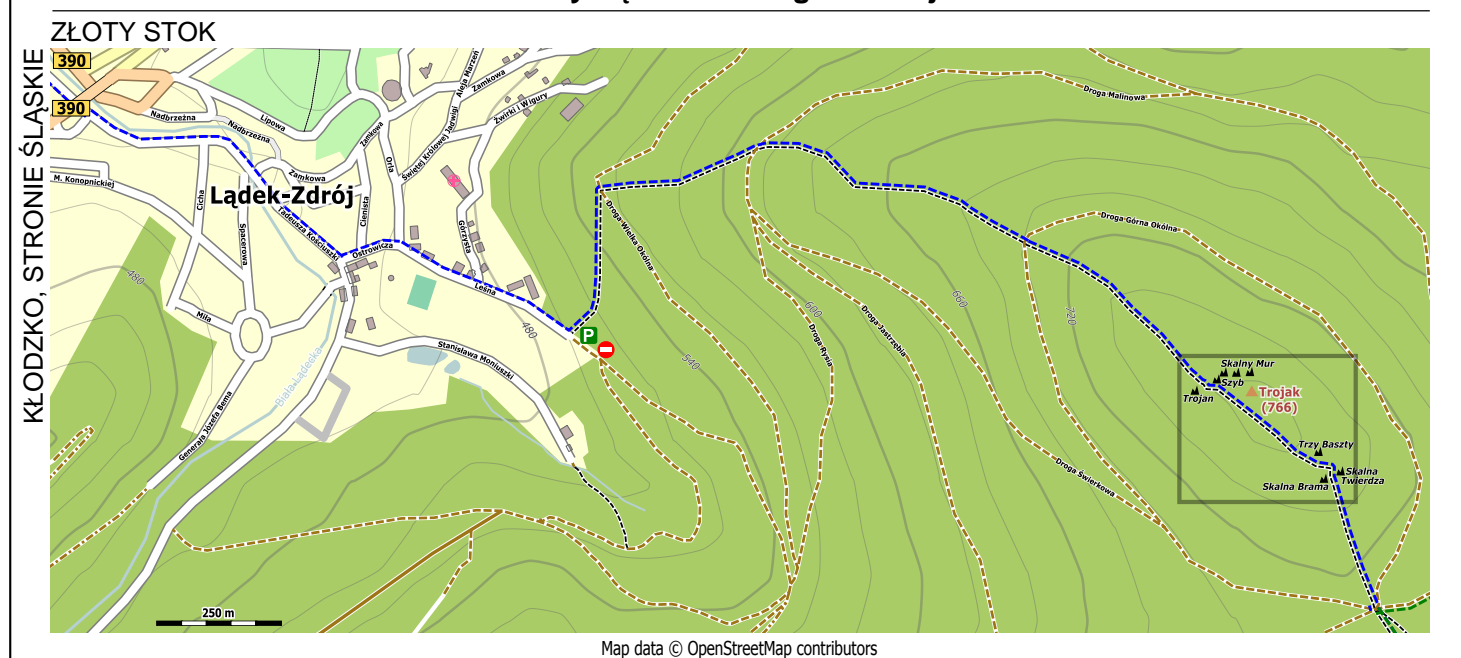 ZŁOTY STOK
KŁODZKO, STRONIE ŚLĄSKIE
390
390
Nadbrzeżna
Nadbrzeżna
Lipowa
Zamkowa
Zamkowa
Zamkowa
Aleja Marzeń
Żwirki i Wigury
Świętej Królowej Jadwigi
Orla
M. Konopnickiej
Cicha
Lądek-Zdrój
Cienista
Tadeusza Kościuszki
Spacerowa
Ostrowicza
Górzysta
Leśna
480
480
Miła
Stanisława Moniuszki
Biała Lądecka
Generała Józefa Bema
P
Droga Wielka Okólna
540
600
660
720
Droga Malinowa
Droga Górna Okólna
Droga Rysia
Droga Jastrzębia
Droga Świerkowa
Skalny Mur
Szyb
Trojan
Trojak
(766)
Trzy Baszty
Skalna
Twierdza
Skalna Brama
250 m
Map data © OpenStreetMap contributors